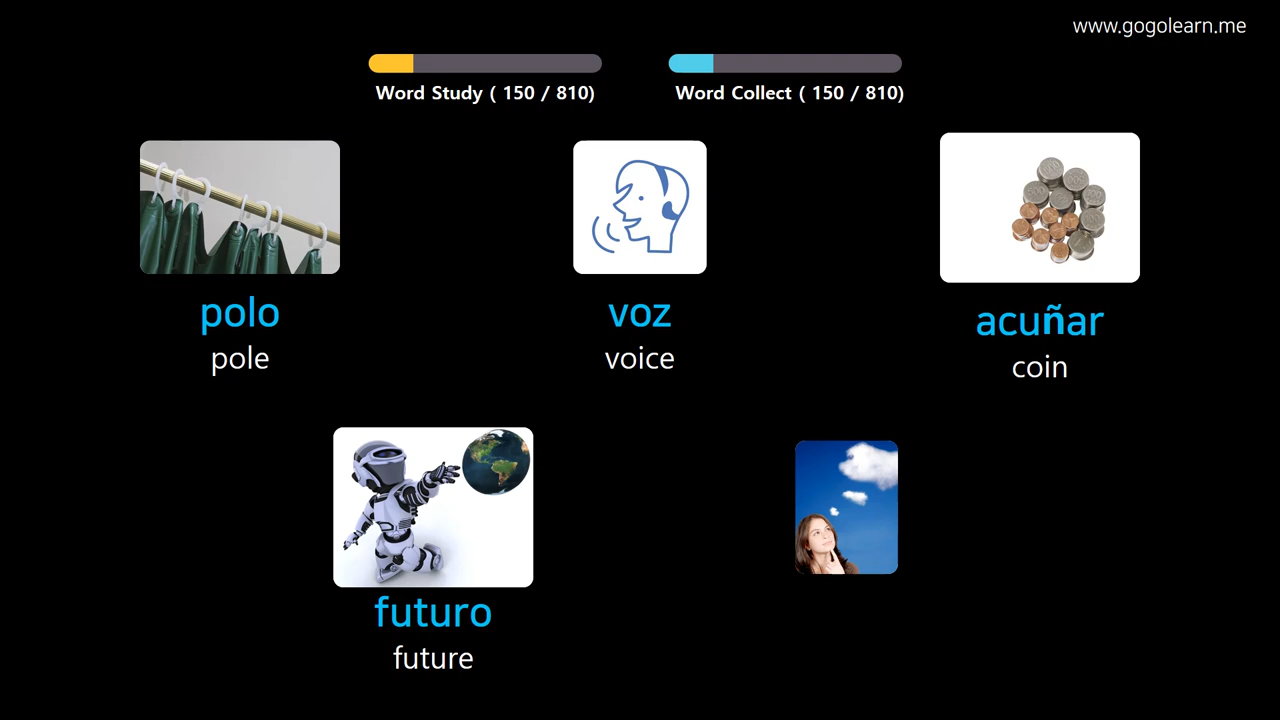 www.gogolearn.me
Word Study ( 150 / 810)
Word Collect ( 150 / 810)
polo
pole
voz
voice
acuñar
coin
futuro
future